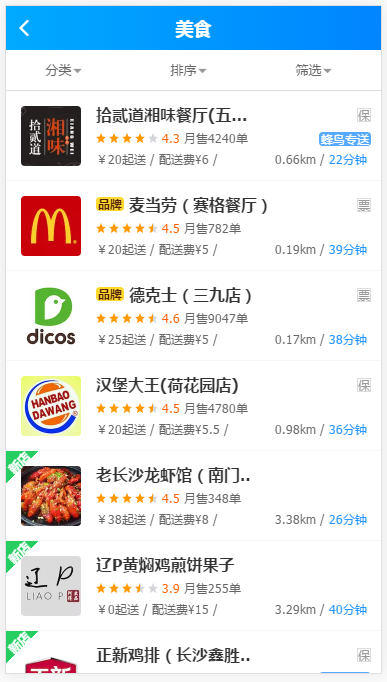 美食
分类 排序 筛选
拾贰道湘味餐厅(五... 保
拾贰道 湘味 XIANG WEI
4.3 月售4240单 蜂鸟专送
¥20起送 / 配送费¥6 / 0.66km / 22分钟
品牌 麦当劳（赛格餐厅） 票
4.5 月售782单
¥20起送 / 配送费¥5 / 0.19km / 39分钟
品牌 德克士（三九店） 票
dicos
4.6 月售9047单
¥25起送 / 配送费¥5 / 0.17km / 38分钟
汉堡大王(荷花园店) 保
HANBAO DAWANG
4.5 月售4780单
¥20起送 / 配送费¥5.5 / 0.98km / 36分钟
新店
老长沙龙虾馆（南门..
4.5 月售348单
¥38起送 / 配送费¥8 / 3.38km / 26分钟
新店
辽P黄焖鸡煎饼果子
辽 P
LIAO P
3.9 月售255单
¥0起送 / 配送费¥15 / 3.29km / 40分钟
新店
正新鸡排（长沙鑫胜.. 保
正新